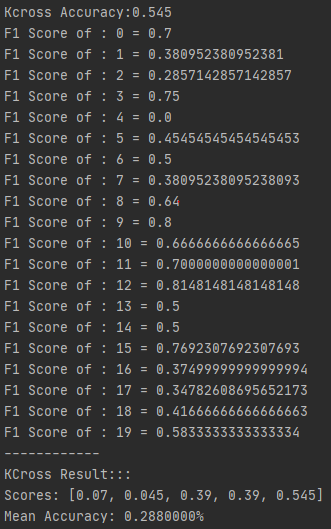 Kcross Accuracy:0.545
F1 Score of : 0 = 0.7
F1 Score of : 1 = 0.380952380952381
F1 Score of : 2 = 0.2857142857142857
F1 Score of : 3 = 0.75
F1 Score of : 4 = 0.0
F1 Score of : 5 = 0.45454545454545453
F1 Score of : 6 = 0.5
F1 Score of : 7 = 0.38095238095238093
F1 Score of : 8 = 0.64
F1 Score of : 9 = 0.8
F1 Score of : 10 = 0.6666666666666665
F1 Score of : 11 = 0.7000000000000001
F1 Score of : 12 = 0.8148148148148148
F1 Score of : 13 = 0.5
F1 Score of : 14 = 0.5
F1 Score of : 15 = 0.7692307692307693
F1 Score of : 16 = 0.37499999999999994
F1 Score of : 17 = 0.34782608695652173
F1 Score of : 18 = 0.41666666666666663
F1 Score of : 19 = 0.5833333333333334
------------
KCross Result:::
Scores: [0.07, 0.045, 0.39, 0.39, 0.545]
Mean Accuracy: 0.2880000%